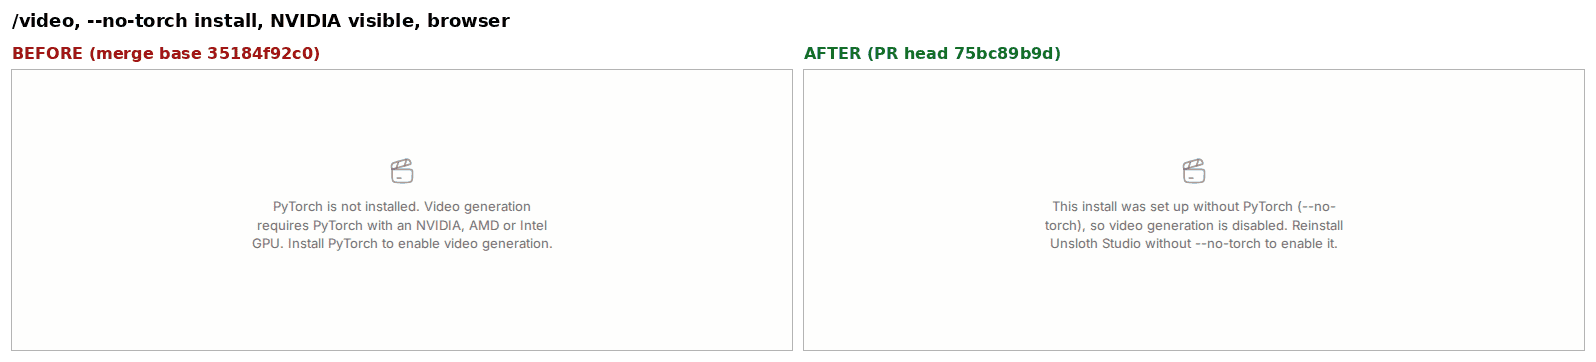 /video, --no-torch install, NVIDIA visible, browser
BEFORE (merge base 35184f92c0)
PyTorch is not installed. Video generation
requires PyTorch with an NVIDIA, AMD or Intel
GPU. Install PyTorch to enable video generation.
AFTER (PR head 75bc89b9d)
This install was set up without PyTorch (--no-
torch), so video generation is disabled. Reinstall
Unsloth Studio without --no-torch to enable it.